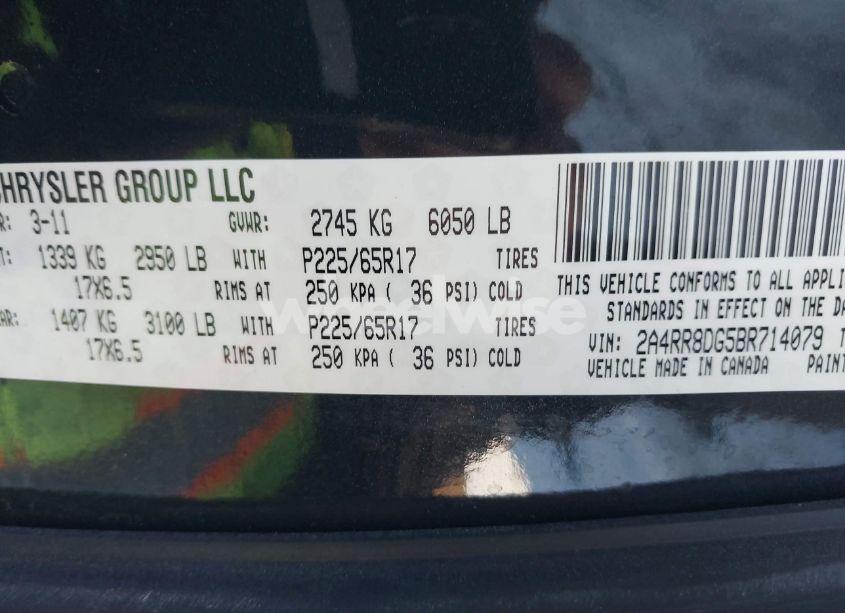 CHRYSLER GROUP LLC
R: 3-11 GVWR: 2745 KG 6050 LB
T: 1339 KG 2950 LB WITH P225/65R17 TIRES
17X6.5 RIMS AT 250 KPA ( 36 PSI) COLD
AR: 1407 KG 3100 LB WITH P225/65R17 TIRES
17X6.5 RIMS AT 250 KPA ( 36 PSI) COLD
THIS VEHICLE CONFORMS TO ALL APPLI
STANDARDS IN EFFECT ON THE DA
VIN: 2A4RR8DG5BR714079 T
VEHICLE MADE IN CANADA PAINT